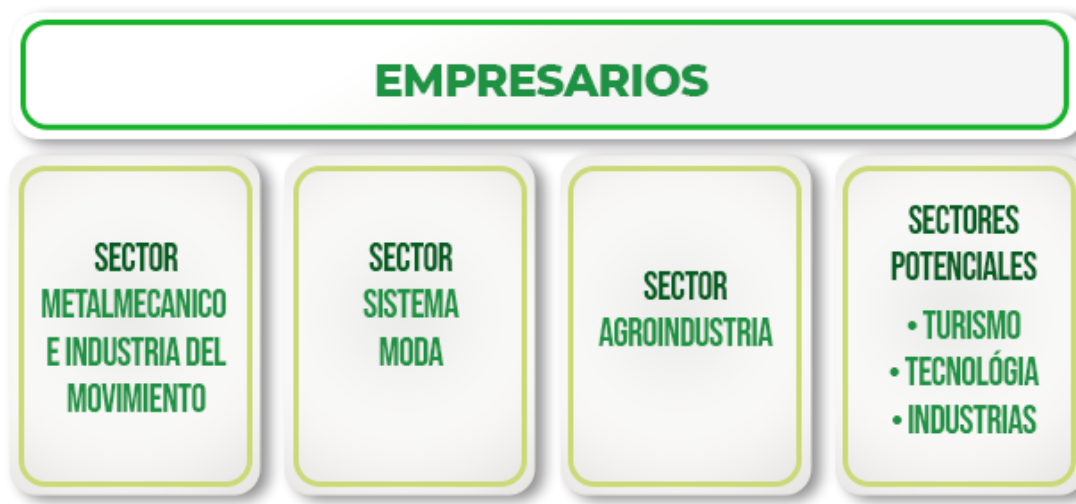 EMPRESARIOS
SECTOR
METALMECANICO
E INDUSTRIA DEL
MOVIMIENTO
SECTOR
SISTEMA
MODA
SECTOR
AGROINDUSTRIA
SECTORES
POTENCIALES
• TURISMO
• TECNOLÓGIA
• INDUSTRIAS